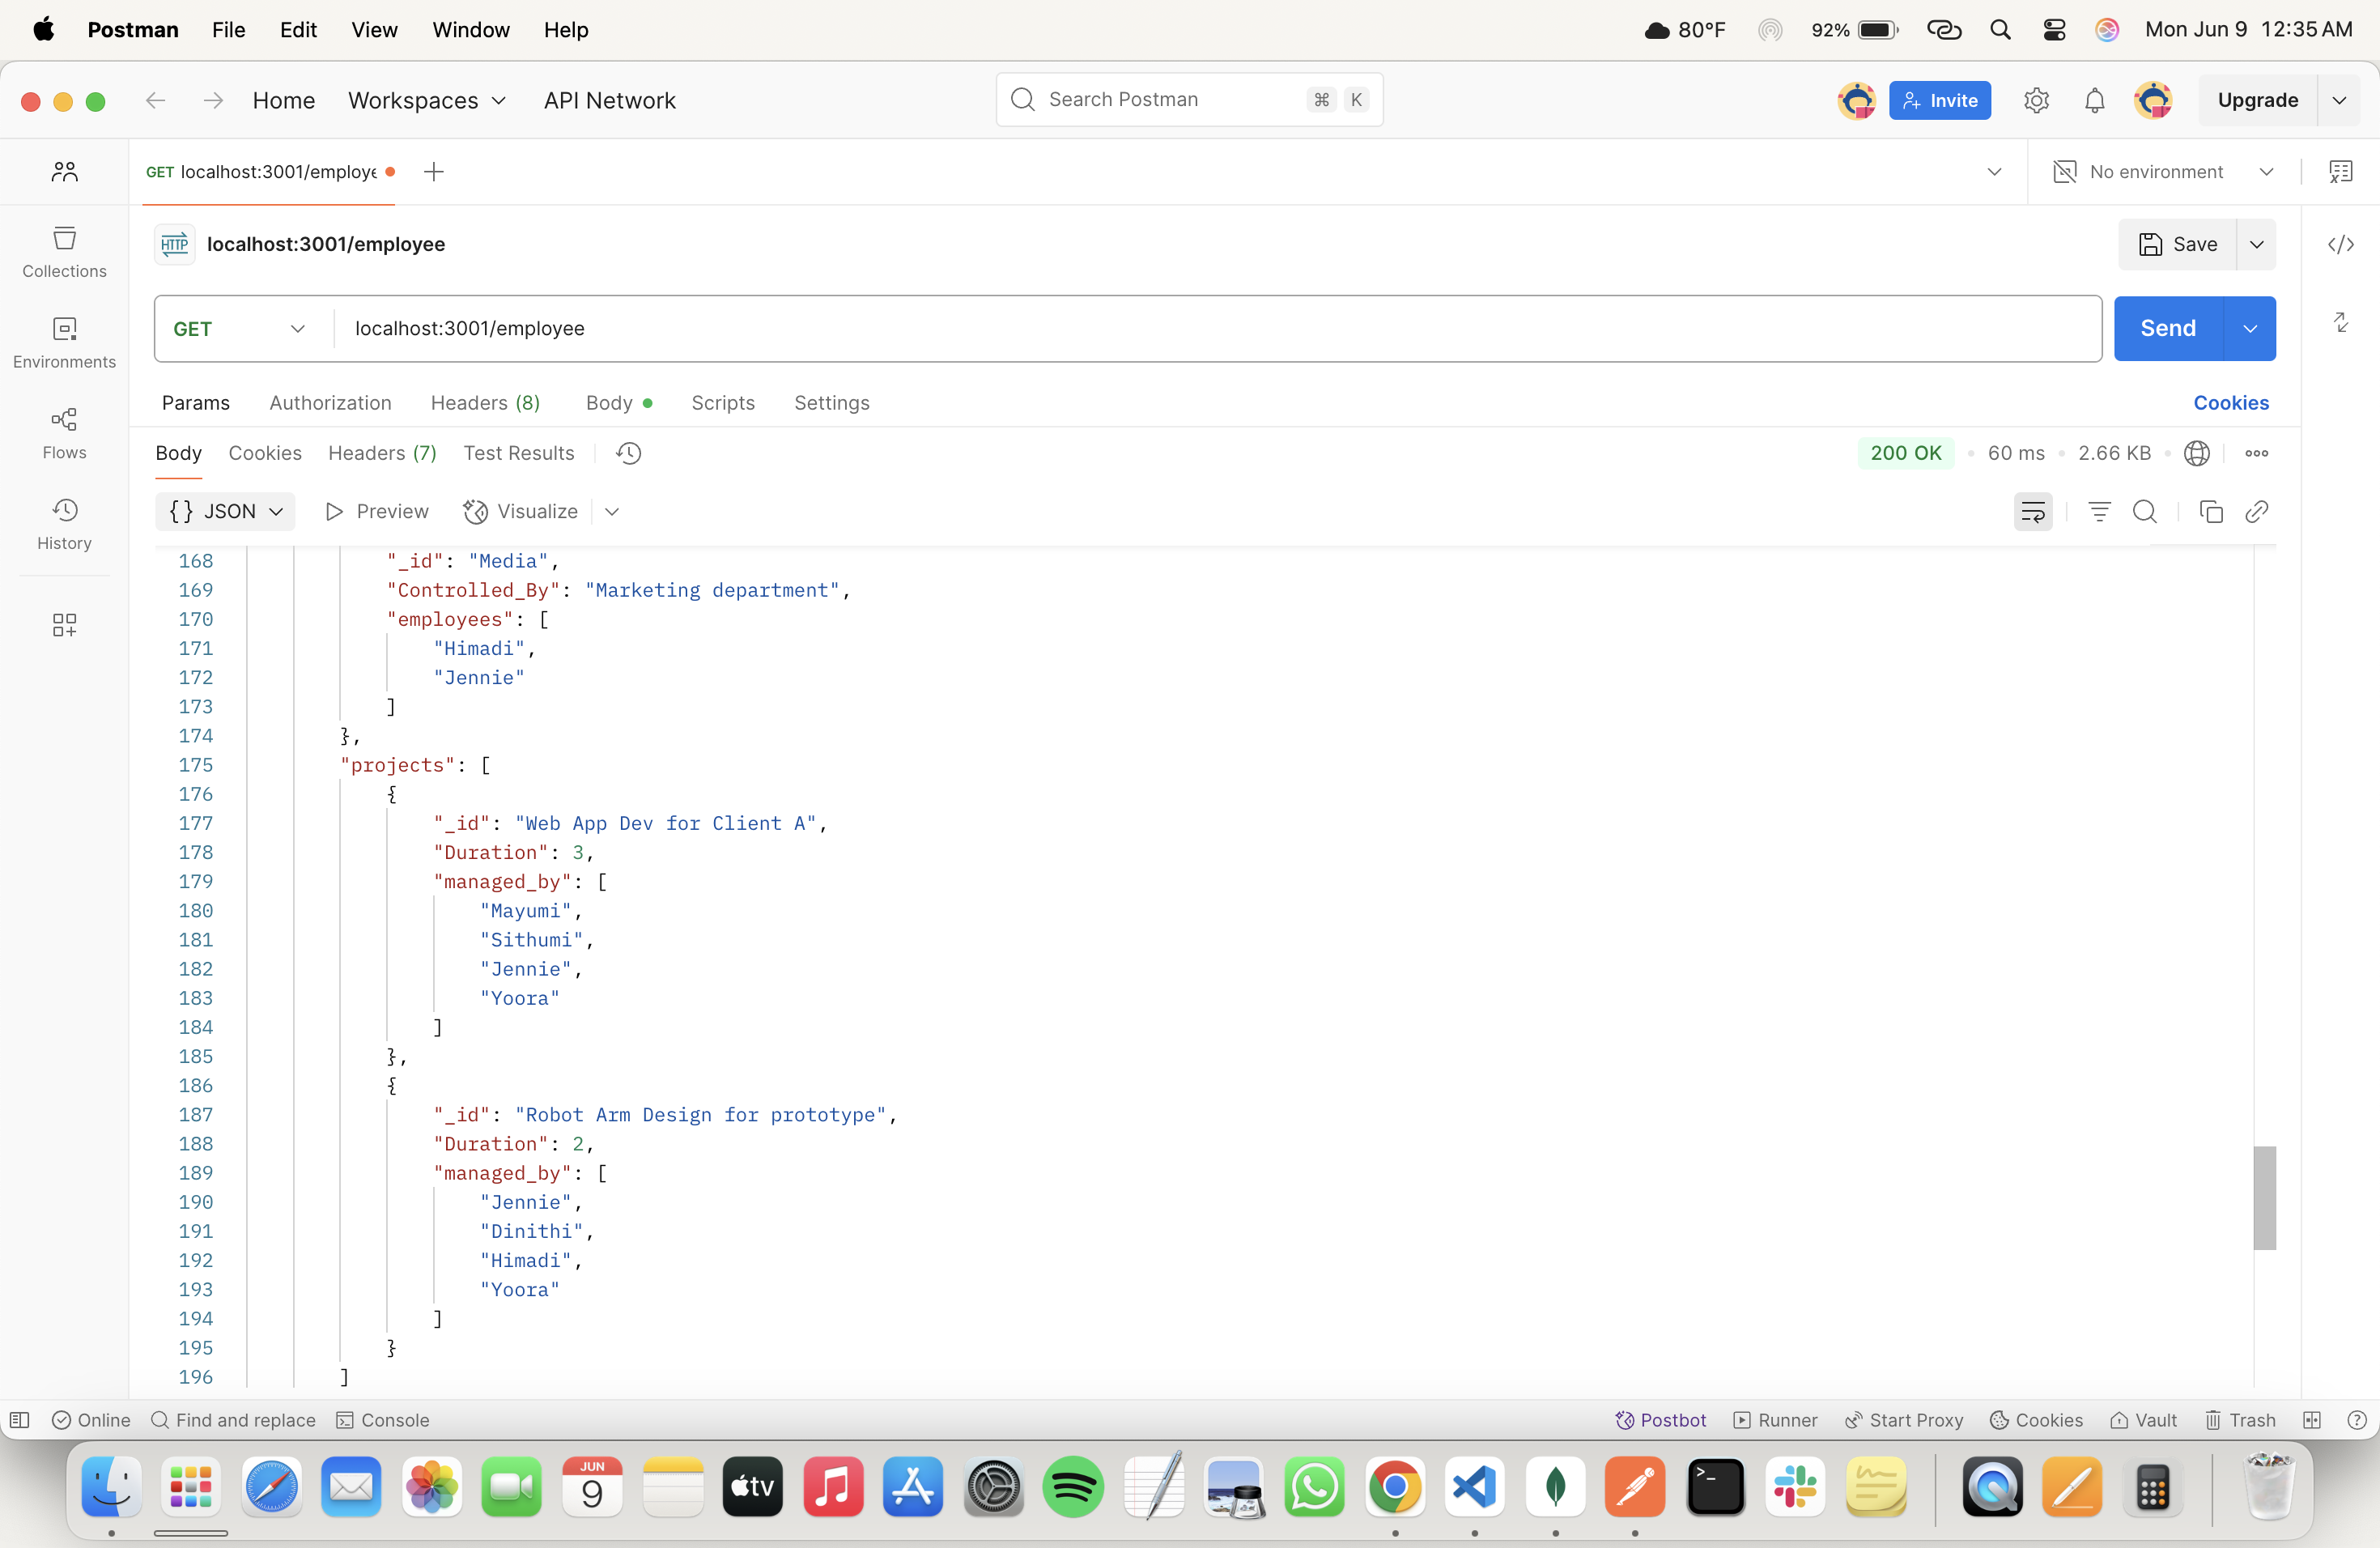 Postman File Edit View Window Help 80°F 92% Mon Jun 9 12:35 AM
Home Workspaces API Network Search Postman ⌘ K Invite Upgrade
GET localhost:3001/employe No environment
HTTP localhost:3001/employee Save
Collections
Environments
Flows
History
GET localhost:3001/employee Send
Params Authorization Headers (8) Body Scripts Settings Cookies
Body Cookies Headers (7) Test Results 200 OK 60 ms 2.66 KB
{} JSON Preview Visualize
168 "_id": "Media",
169 "Controlled_By": "Marketing department",
170 "employees": [
171 "Himadi",
172 "Jennie"
173 ]
174 },
175 "projects": [
176 {
177 "_id": "Web App Dev for Client A",
178 "Duration": 3,
179 "managed_by": [
180 "Mayumi",
181 "Sithumi",
182 "Jennie",
183 "Yoora"
184 ]
185 },
186 {
187 "_id": "Robot Arm Design for prototype",
188 "Duration": 2,
189 "managed_by": [
190 "Jennie",
191 "Dinithi",
192 "Himadi",
193 "Yoora"
194 ]
195 }
196 ]
Online Find and replace Console Postbot Runner Start Proxy Cookies Vault Trash
JUN
9
tv